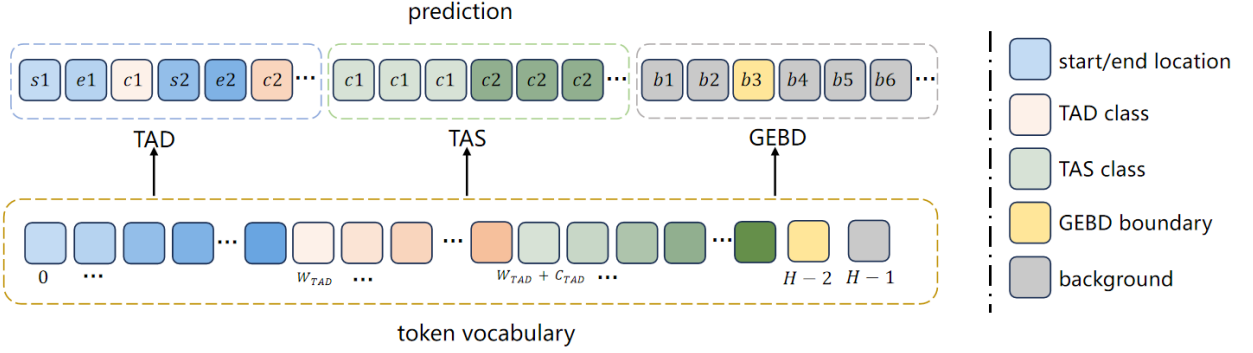 prediction
s1 e1 c1 s2 e2 c2 ...
c1 c1 c1 c2 c2 c2 ...
b1 b2 b3 b4 b5 b6 ...
TAD
TAS
GEBD
... ... ...
0 ... W_TAD ... W_TAD + C_TAD ... H − 2 H − 1
token vocabulary
start/end location
TAD class
TAS class
GEBD boundary
background